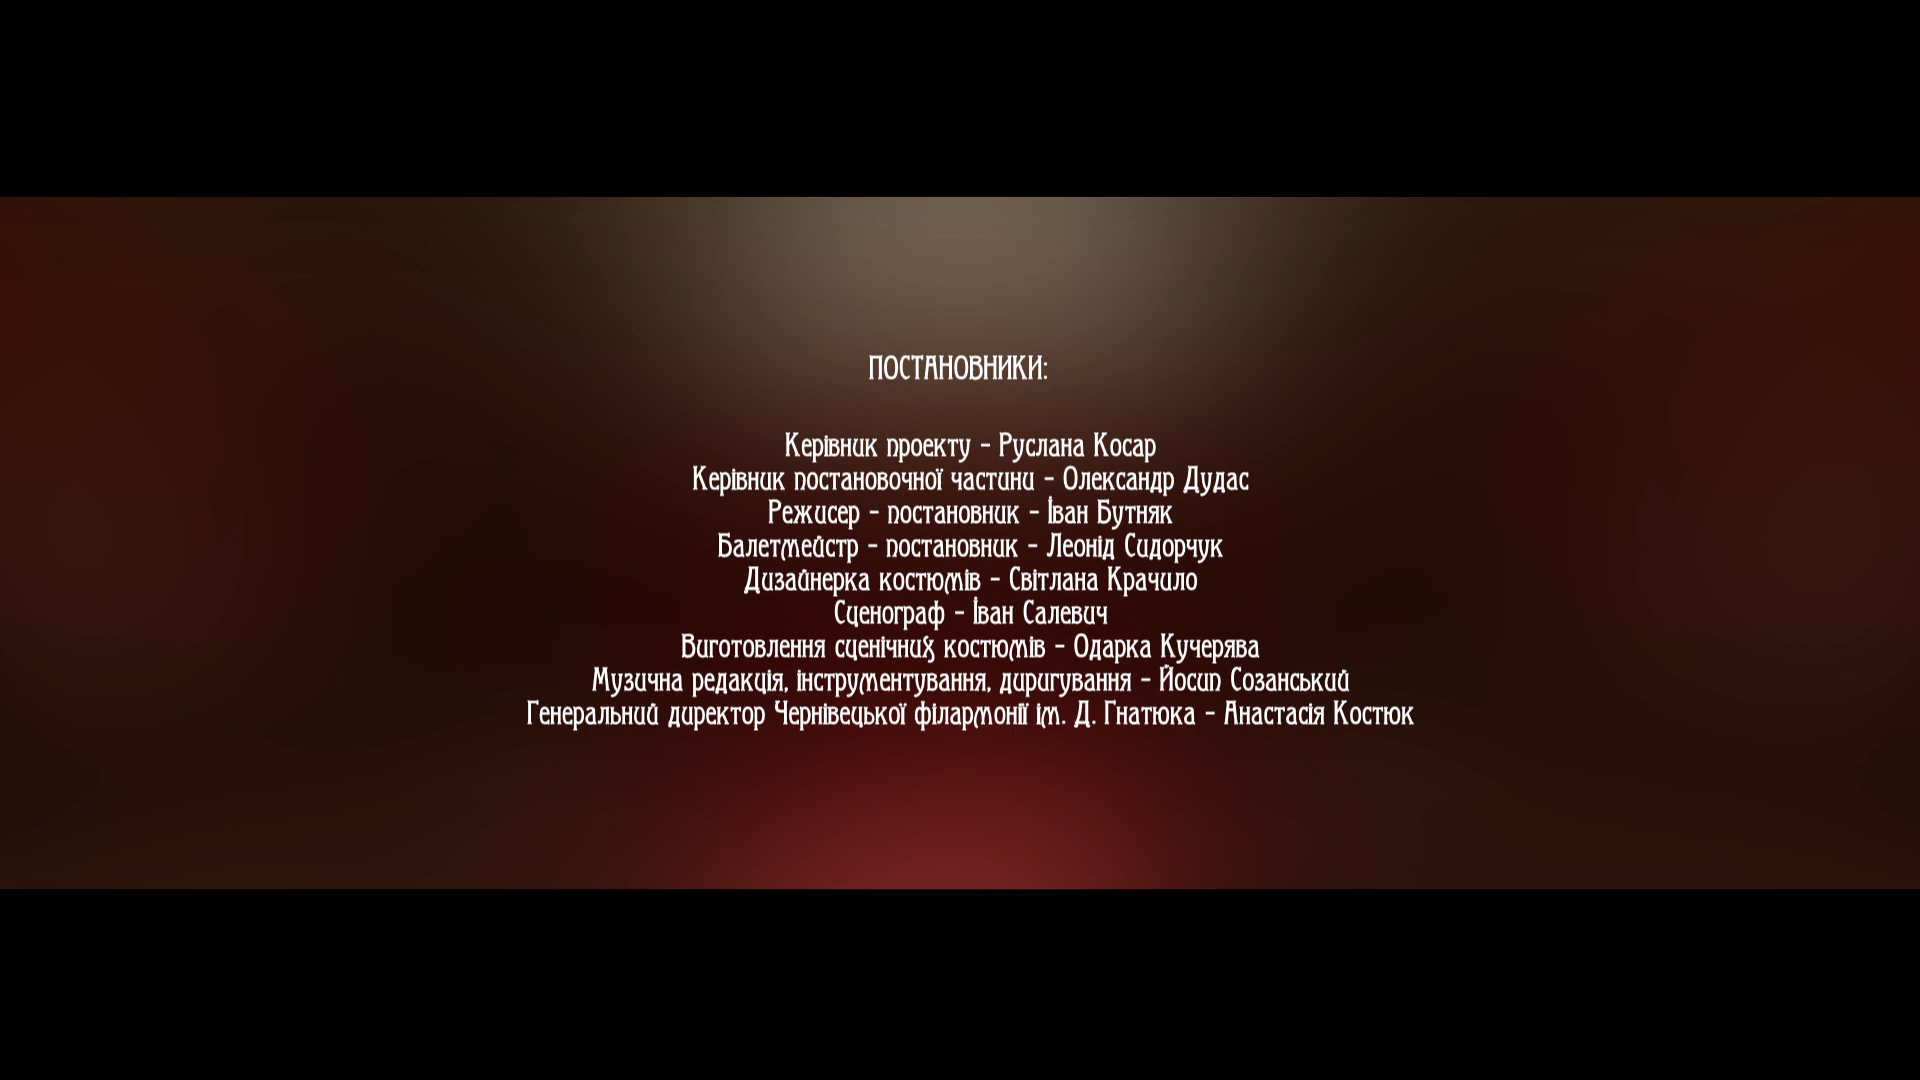 ПОСТАНОВНИКИ:
Керівник проекту - Руслана Косар
Керівник постановочної частини - Олександр Дудас
Режисер - постановник - Іван Бутняк
Балетмейстр - постановник - Леонід Сидорчук
Дизайнерка костюмів - Світлана Крачило
Сценограф - Іван Салевич
Виготовлення сценічних костюмів - Одарка Кучерява
Музична редакція, інструментування, диригування - Йосип Созанський
Генеральний директор Чернівецької філармонії ім. Д. Гнатюка - Анастасія Костюк